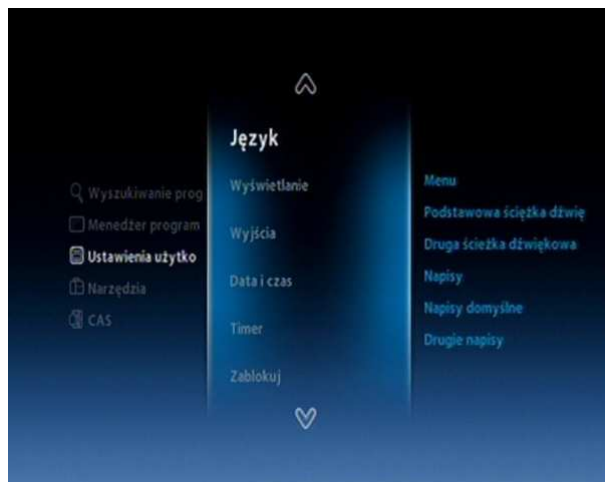 Wyszukiwanie prog
Menedżer program
Ustawienia użytko
Narzędzia
CAS
Język
Wyświetlanie
Wyjścia
Data i czas
Timer
Zablokuj
Menu
Podstawowa ścieżka dźwię
Druga ścieżka dźwiękowa
Napisy
Napisy domyślne
Drugie napisy